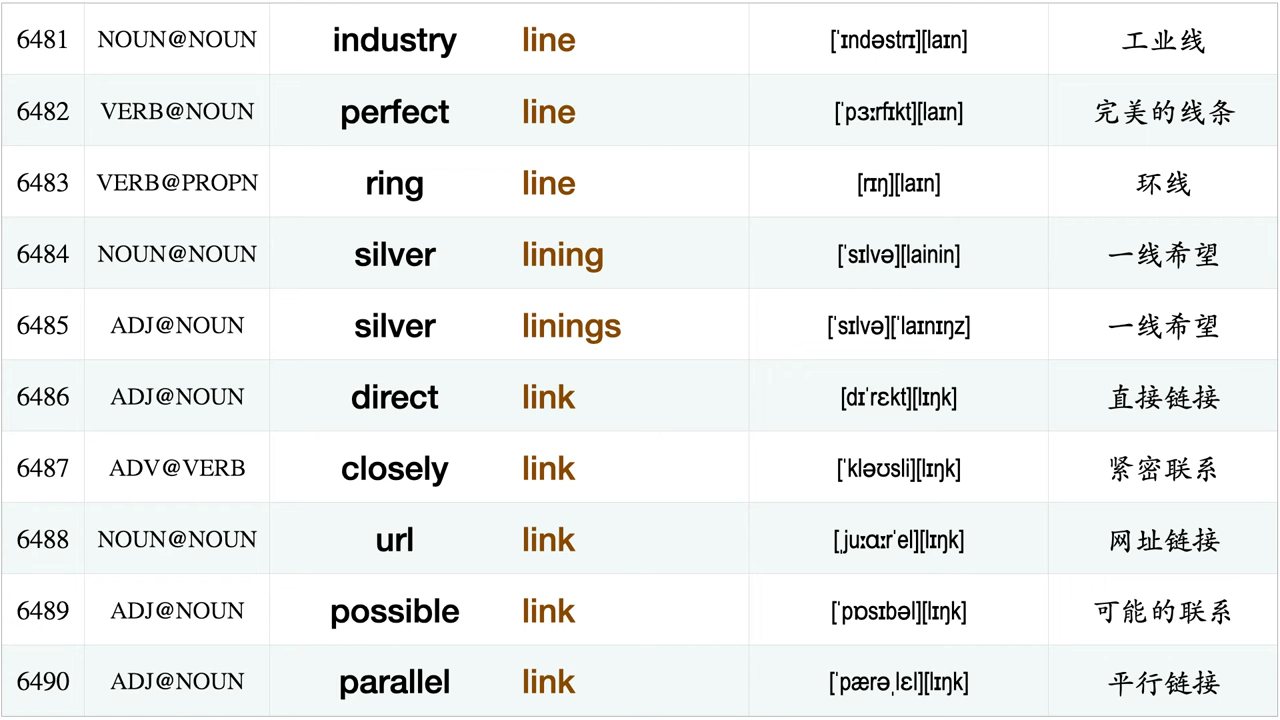 6481 NOUN@NOUN industry line [ˈɪndəstrɪ][laɪn] 工业线
6482 VERB@NOUN perfect line [ˈpɜːrfɪkt][laɪn] 完美的线条
6483 VERB@PROPN ring line [rɪŋ][laɪn] 环线
6484 NOUN@NOUN silver lining [ˈsɪlvə][lainin] 一线希望
6485 ADJ@NOUN silver linings [ˈsɪlvə][ˈlaɪnɪŋz] 一线希望
6486 ADJ@NOUN direct link [dɪˈrɛkt][lɪŋk] 直接链接
6487 ADV@VERB closely link [ˈkləʊsli][lɪŋk] 紧密联系
6488 NOUN@NOUN url link [ˌjuːɑːrˈel][lɪŋk] 网址链接
6489 ADJ@NOUN possible link [ˈpɒsɪbəl][lɪŋk] 可能的联系
6490 ADJ@NOUN parallel link [ˈpærəˌlɛl][lɪŋk] 平行链接